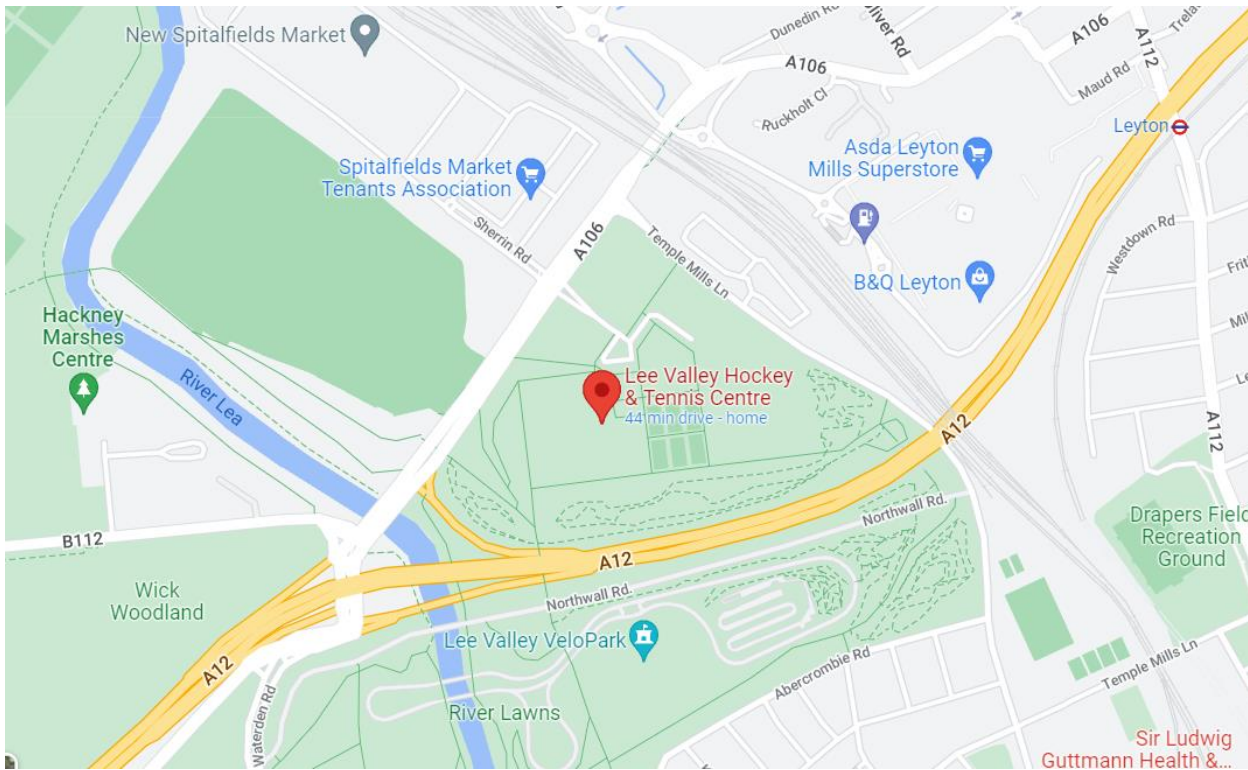 New Spitalfields Market
Dunedin Rd
Oliver Rd
A106
A112
A106
Maud Rd
Ruckholt Cl
Leyton
Asda Leyton
Mills Superstore
Spitalfields Market
Tenants Association
Sherrin Rd
A106
Temple Mills Ln
Westdown Rd
B&Q Leyton
Hackney
Marshes
Centre
River Lea
Lee Valley Hockey
& Tennis Centre
44 min drive - home
A12
A112
Northwall Rd.
Drapers Field
Recreation
Ground
B112
A12
Wick
Woodland
Northwall Rd.
Lee Valley VeloPark
A12
Abercrombie Rd
Temple Mills Ln
Waterden Rd
River Lawns
Sir Ludwig
Guttmann Health &...